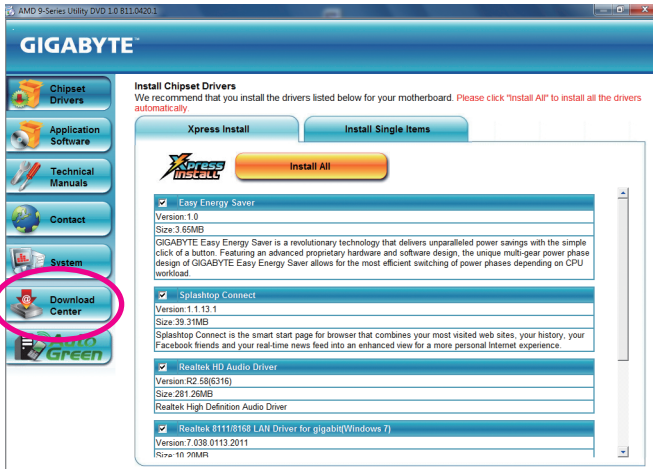 AMD 9-Series Utility DVD 1.0 B11.0420.1
GIGABYTE™
Chipset
Drivers
Application
Software
Technical
Manuals
Contact
System
Download
Center
Auto
Green
Install Chipset Drivers
We recommend that you install the drivers listed below for your motherboard. Please click "Install All" to install all the drivers
automatically.
Xpress Install
Install Single Items
Xpress
Install
Install All
Easy Energy Saver
Version:1.0
Size:3.65MB
GIGABYTE Easy Energy Saver is a revolutionary technology that delivers unparalleled power savings with the simple
click of a button. Featuring an advanced proprietary hardware and software design, the unique multi-gear power phase
design of GIGABYTE Easy Energy Saver allows for the most efficient switching of power phases depending on CPU
workload.
Splashtop Connect
Version:1.1.13.1
Size:39.31MB
Splashtop Connect is the smart start page for browser that combines your most visited web sites, your history, your
Facebook friends and your real-time news feed into an enhanced view for a more personal Internet experience.
Realtek HD Audio Driver
Version:R2.58(6316)
Size:281.26MB
Realtek High Definition Audio Driver
Realtek 8111/8168 LAN Driver for gigabit(Windows 7)
Version:7.038.0113.2011
Size:10.20MB